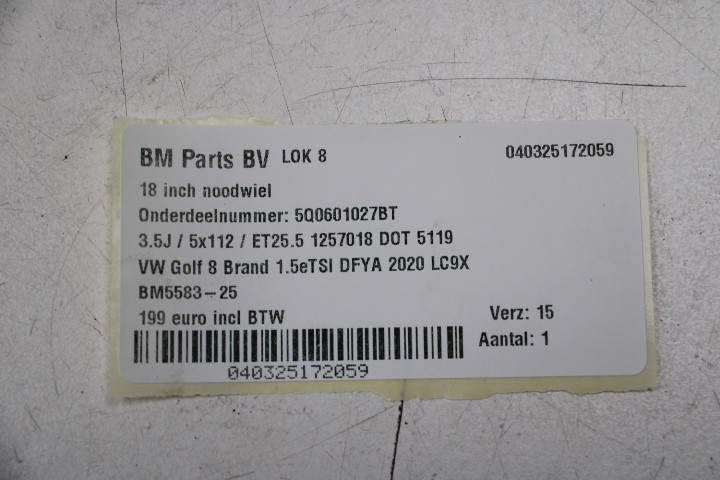 BM Parts BV LOK 8 040325172059
18 inch noodwiel
Onderdeelnummer: 5Q0601027BT
3.5J / 5x112 / ET25.5 1257018 DOT 5119
VW Golf 8 Brand 1.5eTSI DFYA 2020 LC9X
BM5583-25
199 euro incl BTW Verz: 15
Aantal: 1
040325172059